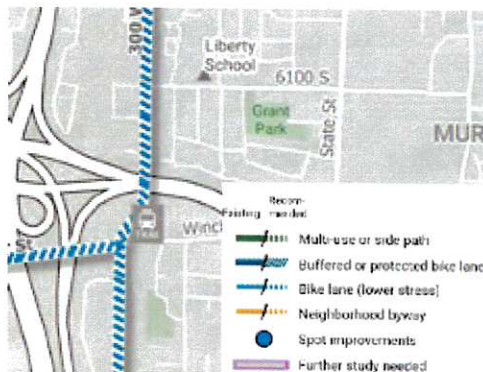 300 W
Liberty
School
6100 S
Grant
Park
State St
MUR
Winch
St
Recom-
Existing mended
Multi-use or side path
Buffered or protected bike lane
Bike lane (lower stress)
Neighborhood byway
Spot improvements
Further study needed